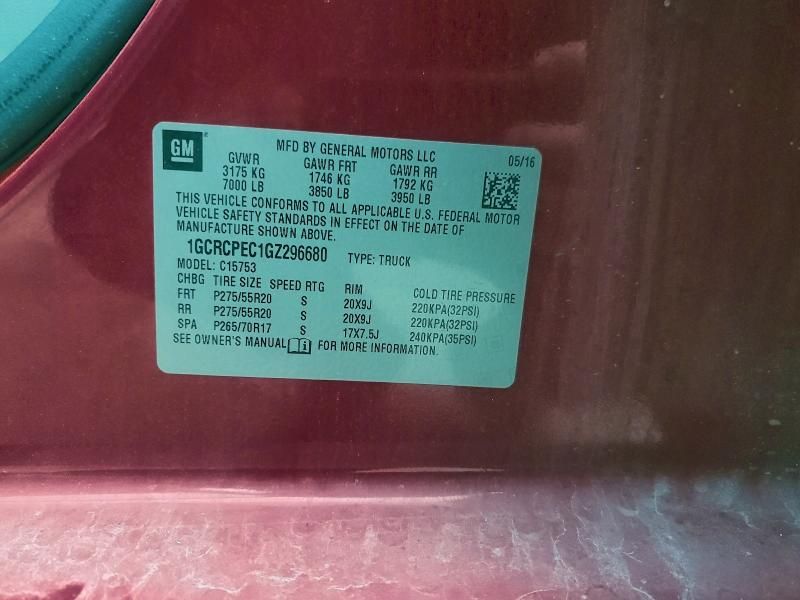 GM
MFD BY GENERAL MOTORS LLC 05/16
GVWR GAWR FRT GAWR RR
3175 KG 1746 KG 1792 KG
7000 LB 3850 LB 3950 LB
THIS VEHICLE CONFORMS TO ALL APPLICABLE U.S. FEDERAL MOTOR
VEHICLE SAFETY STANDARDS IN EFFECT ON THE DATE OF
MANUFACTURE SHOWN ABOVE.
1GCRCPEC1GZ296680 TYPE: TRUCK
MODEL: C15753
CHBG TIRE SIZE SPEED RTG RIM COLD TIRE PRESSURE
FRT P275/55R20 S 20X9J 220KPA(32PSI)
RR P275/55R20 S 20X9J 220KPA(32PSI)
SPA P265/70R17 S 17X7.5J 240KPA(35PSI)
SEE OWNER'S MANUAL i FOR MORE INFORMATION.